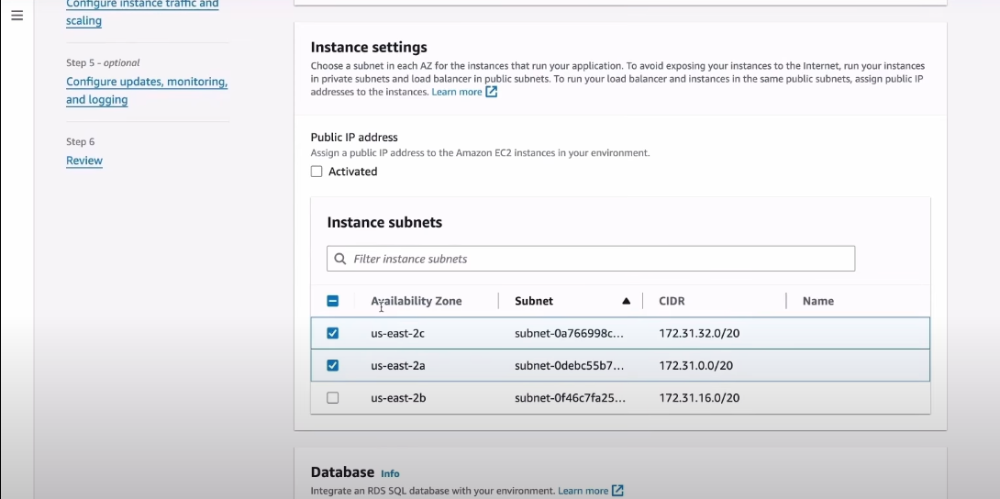 Configure instance traffic and
scaling
Step 5 - optional
Configure updates, monitoring,
and logging
Step 6
Review
Instance settings
Choose a subnet in each AZ for the instances that run your application. To avoid exposing your instances to the Internet, run your instances
in private subnets and load balancer in public subnets. To run your load balancer and instances in the same public subnets, assign public IP
addresses to the instances. Learn more
Public IP address
Assign a public IP address to the Amazon EC2 instances in your environment.
Activated
Instance subnets
Filter instance subnets
Availability Zone Subnet CIDR Name
us-east-2c subnet-0a766998c... 172.31.32.0/20
us-east-2a subnet-0debc55b7... 172.31.0.0/20
us-east-2b subnet-0f46c7fa25... 172.31.16.0/20
Database Info
Integrate an RDS SQL database with your environment. Learn more